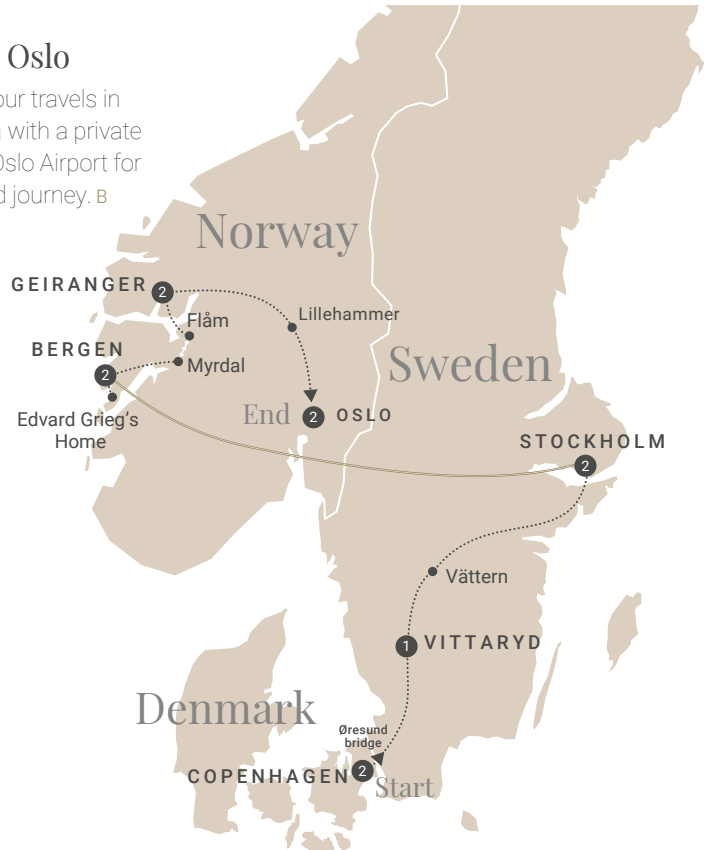 Oslo
our travels in
with a private
Oslo Airport for
d journey. B
Norway
GEIRANGER
2
Flåm
Lillehammer
BERGEN
2
Myrdal
Sweden
Edvard Grieg's
Home
End
2
OSLO
STOCKHOLM
2
Vättern
1
VITTARYD
Denmark
Øresund
bridge
COPENHAGEN
2
Start